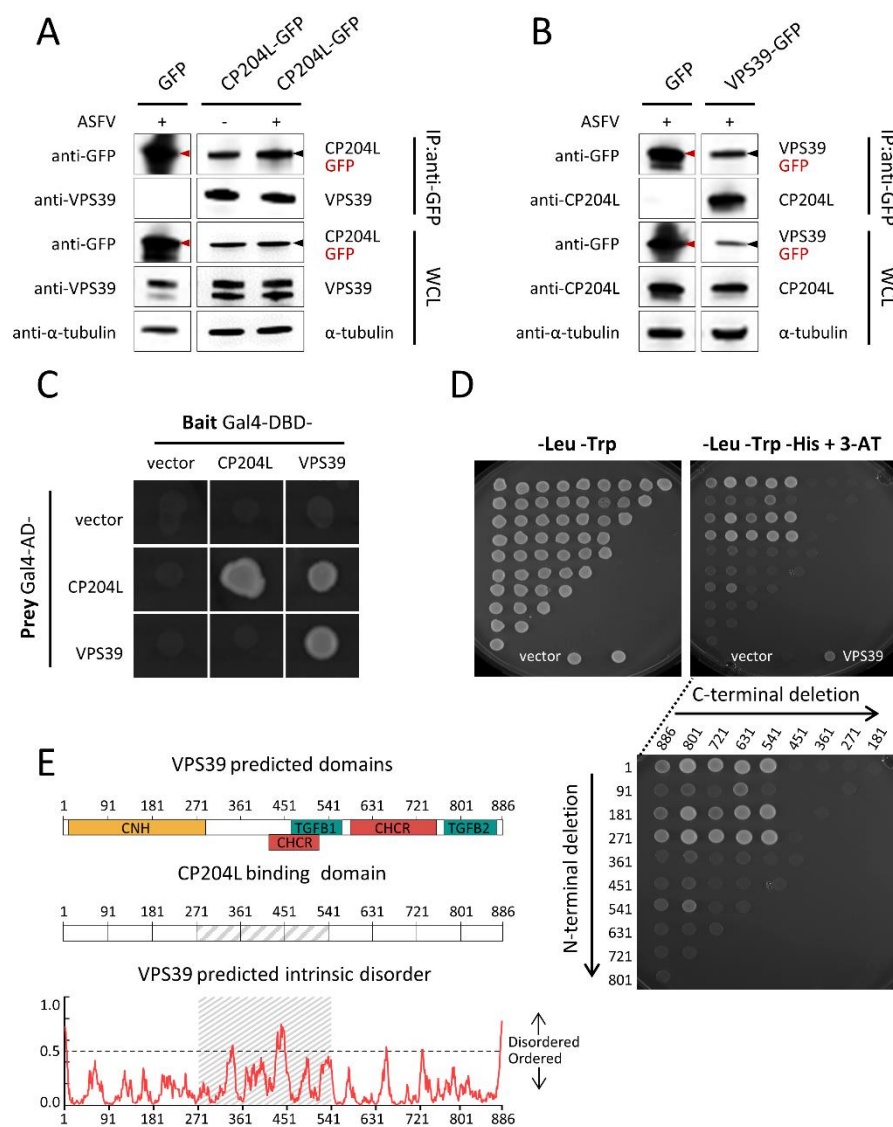 A
GFP
CP204L-GFP
CP204L-GFP
ASFV + - +
anti-GFP CP204L
GFP
anti-VPS39 VPS39
IP:anti-GFP
anti-GFP CP204L
GFP
anti-VPS39 VPS39
anti-α-tubulin α-tubulin
WCL
B
GFP
VPS39-GFP
ASFV + +
anti-GFP VPS39
GFP
anti-CP204L CP204L
IP:anti-GFP
anti-GFP VPS39
GFP
anti-CP204L CP204L
anti-α-tubulin α-tubulin
WCL
C
Bait Gal4-DBD-
vector CP204L VPS39
Prey Gal4-AD-
vector
CP204L
VPS39
D
-Leu -Trp
-Leu -Trp -His + 3-AT
vector
vector VPS39
C-terminal deletion
886 801 721 631 541 451 361 271 181
N-terminal deletion
1
91
181
271
361
451
541
631
721
801
E
VPS39 predicted domains
1 91 181 271 361 451 541 631 721 801 886
CNH TGFB1 CHCR TGFB2
CHCR
CP204L binding domain
1 91 181 271 361 451 541 631 721 801 886
VPS39 predicted intrinsic disorder
1.0
0.5
0.0
Disordered
Ordered
1 91 181 271 361 451 541 631 721 801 886